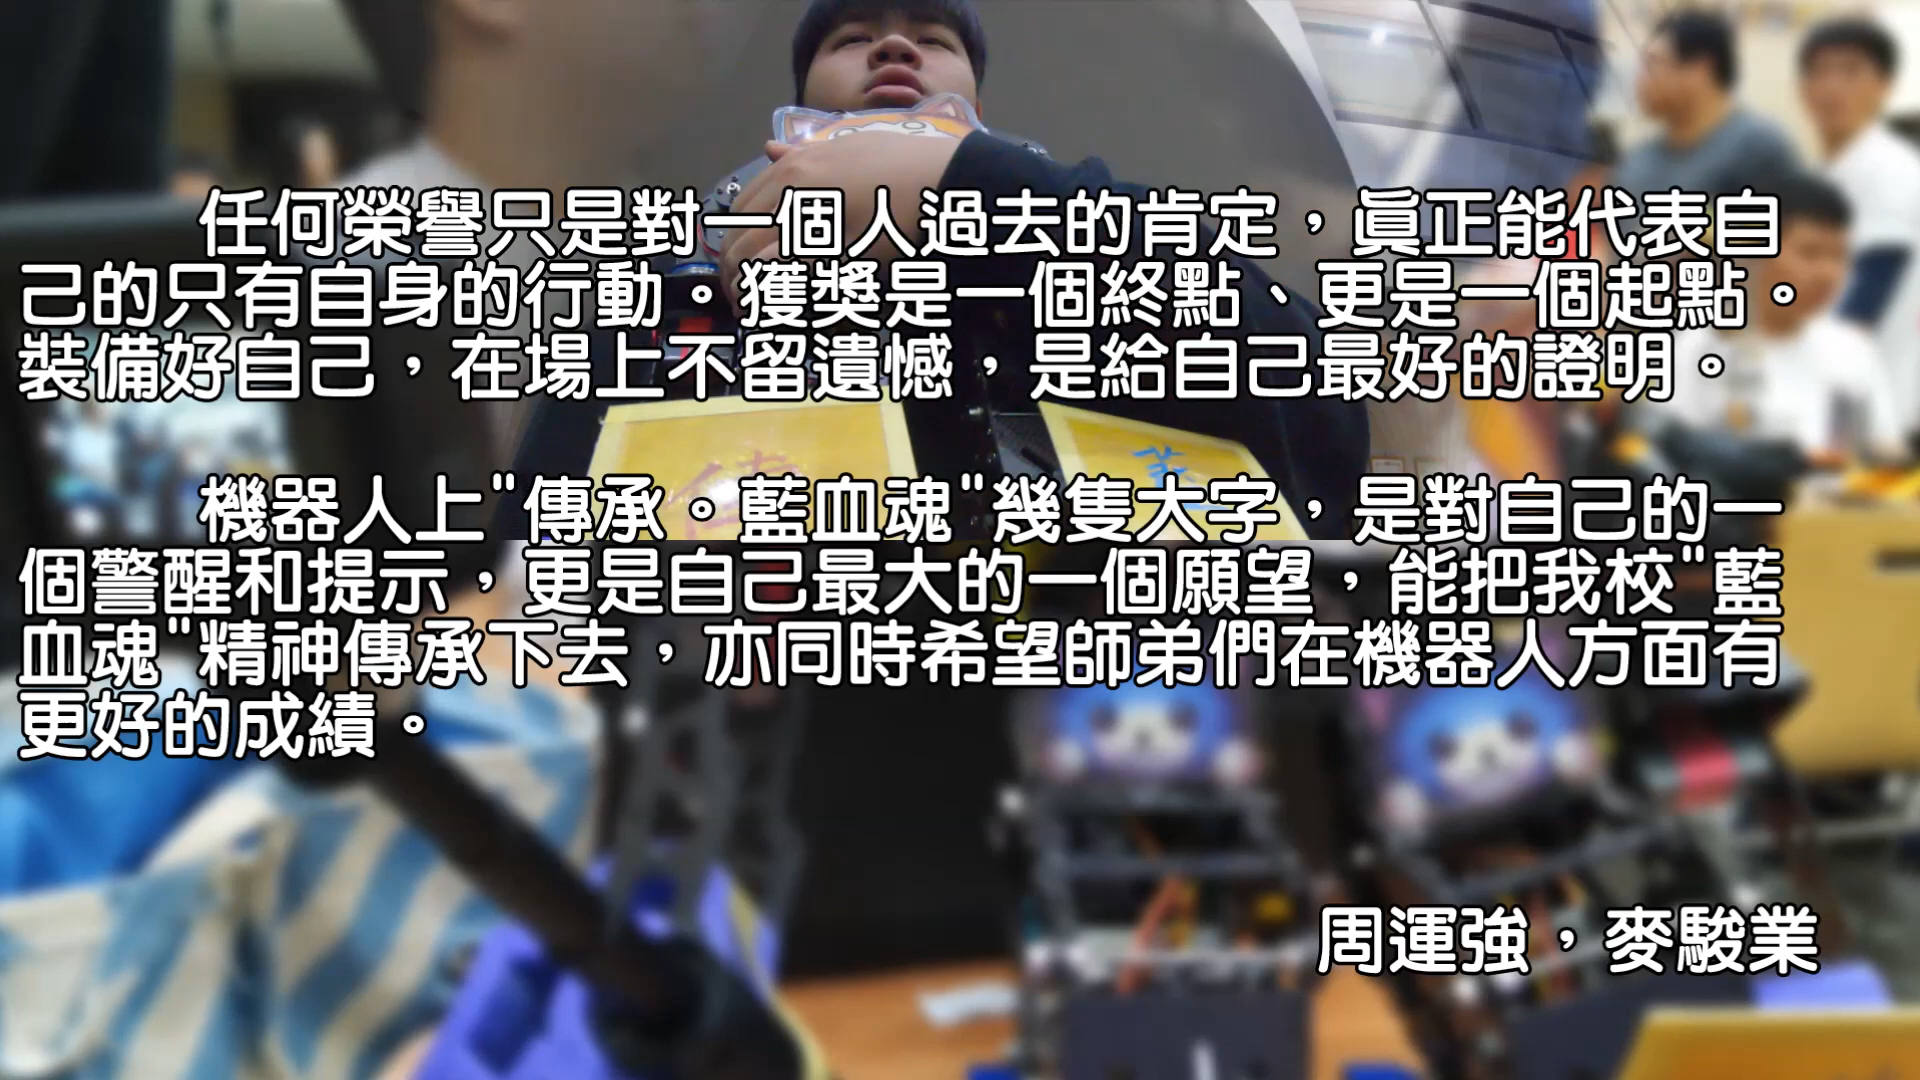 任何榮譽只是對一個人過去的肯定，真正能代表自
己的只有自身的行動。獲獎是一個終點、更是一個起點。
裝備好自己，在場上不留遺憾，是給自己最好的證明。
機器人上"傳承。藍血魂"幾隻大字，是對自己的一
個警醒和提示，更是自己最大的一個願望，能把我校"藍
血魂"精神傳承下去，亦同時希望師弟們在機器人方面有
更好的成績。
周運強，麥駿業